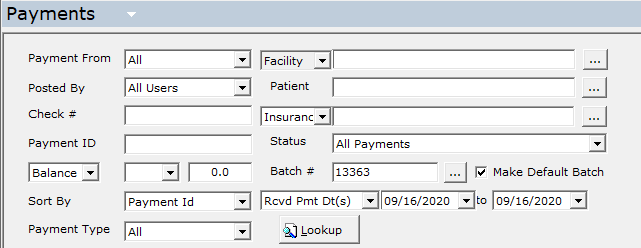 Payments
Payment From All Facility ...
Posted By All Users Patient ...
Check # Insuranc ...
Payment ID Status All Payments
Balance 0.0 Batch # 13363 ... Make Default Batch
Sort By Payment Id Rcvd Pmt Dt(s) 09/16/2020 to 09/16/2020
Payment Type All Lookup